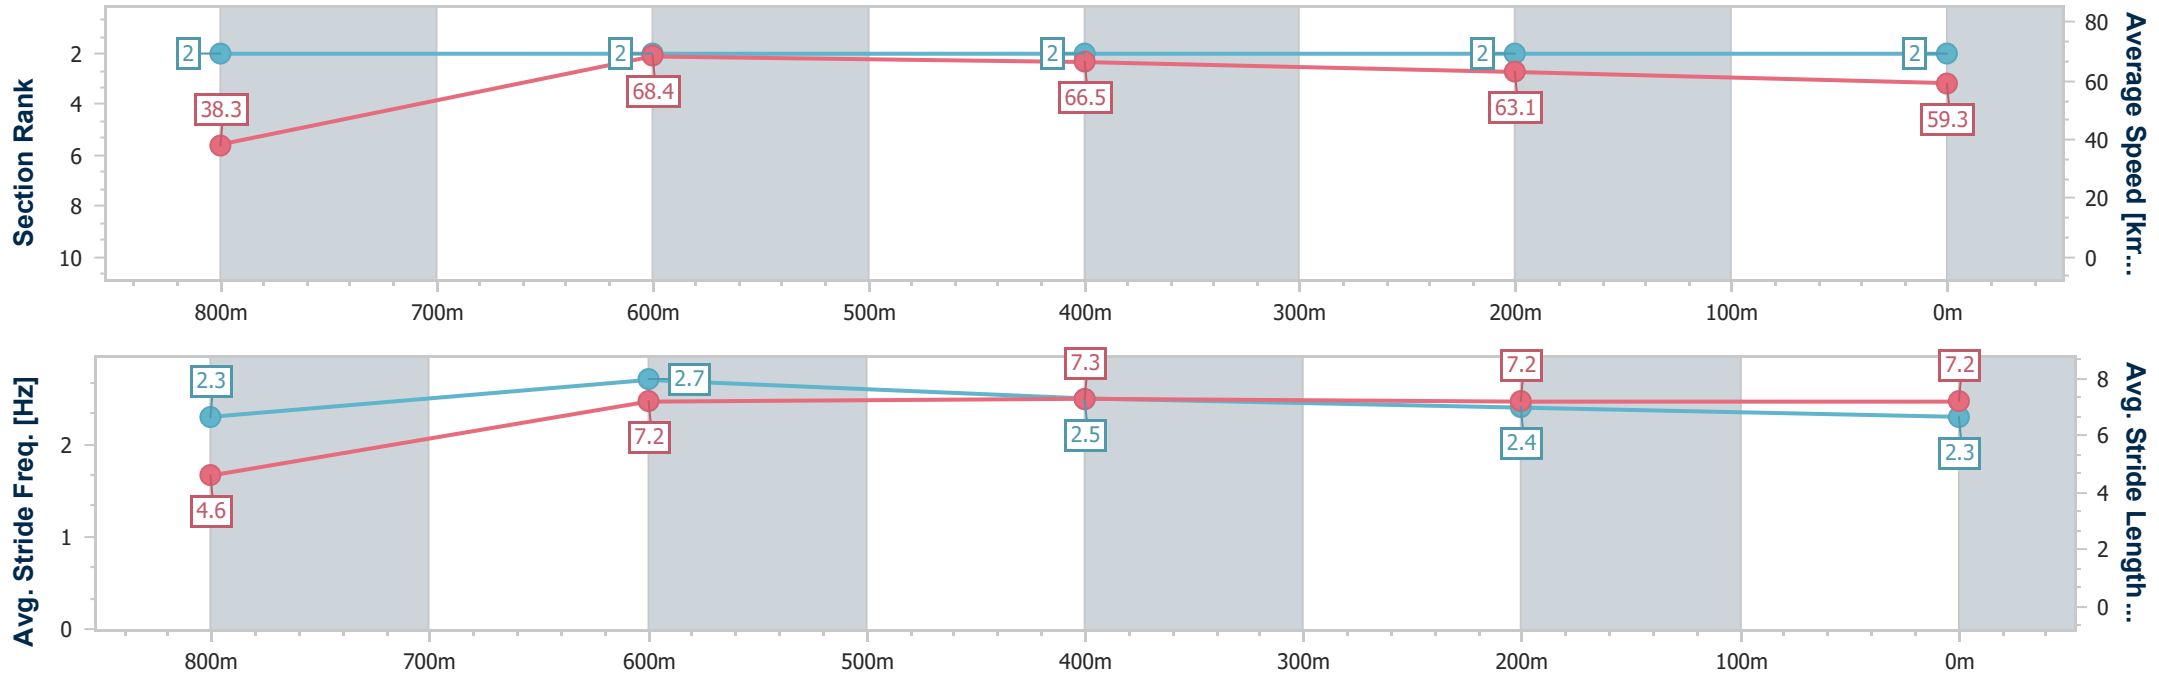 Section Rank
2
4
6
8
10
2
2
2
2
2
38.3
68.4
66.5
63.1
59.3
80
60
40
20
0
Average Speed [km...
800m
700m
600m
500m
400m
300m
200m
100m
0m
Avg. Stride Freq. [Hz]
2
1
0
2.3
2.7
2.5
2.4
2.3
4.6
7.2
7.3
7.2
7.2
8
6
4
2
0
Avg. Stride Length...
800m
700m
600m
500m
400m
300m
200m
100m
0m